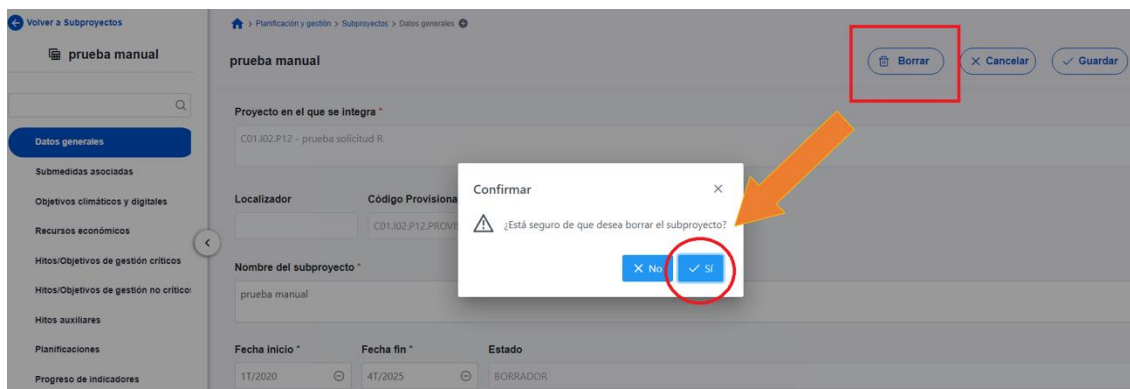 Volver a Subproyectos
> Planificación y gestión > Subproyectos > Datos generales
prueba manual
prueba manual
Borrar
Cancelar
Guardar
Proyecto en el que se integra *
C01.I02.P12 - prueba solicitud R
Datos generales
Submedidas asociadas
Objetivos climáticos y digitales
Recursos económicos
Hitos/Objetivos de gestión críticos
Hitos/Objetivos de gestión no crítico
Hitos auxiliares
Planificaciones
Progreso de indicadores
Localizador
Código Provisiona
C01.I02.P12.PROVI
Confirmar
¿Está seguro de que desea borrar el subproyecto?
No
Sí
Nombre del subproyecto *
prueba manual
Fecha inicio *
Fecha fin *
Estado
1T/2020
4T/2025
BORRADOR